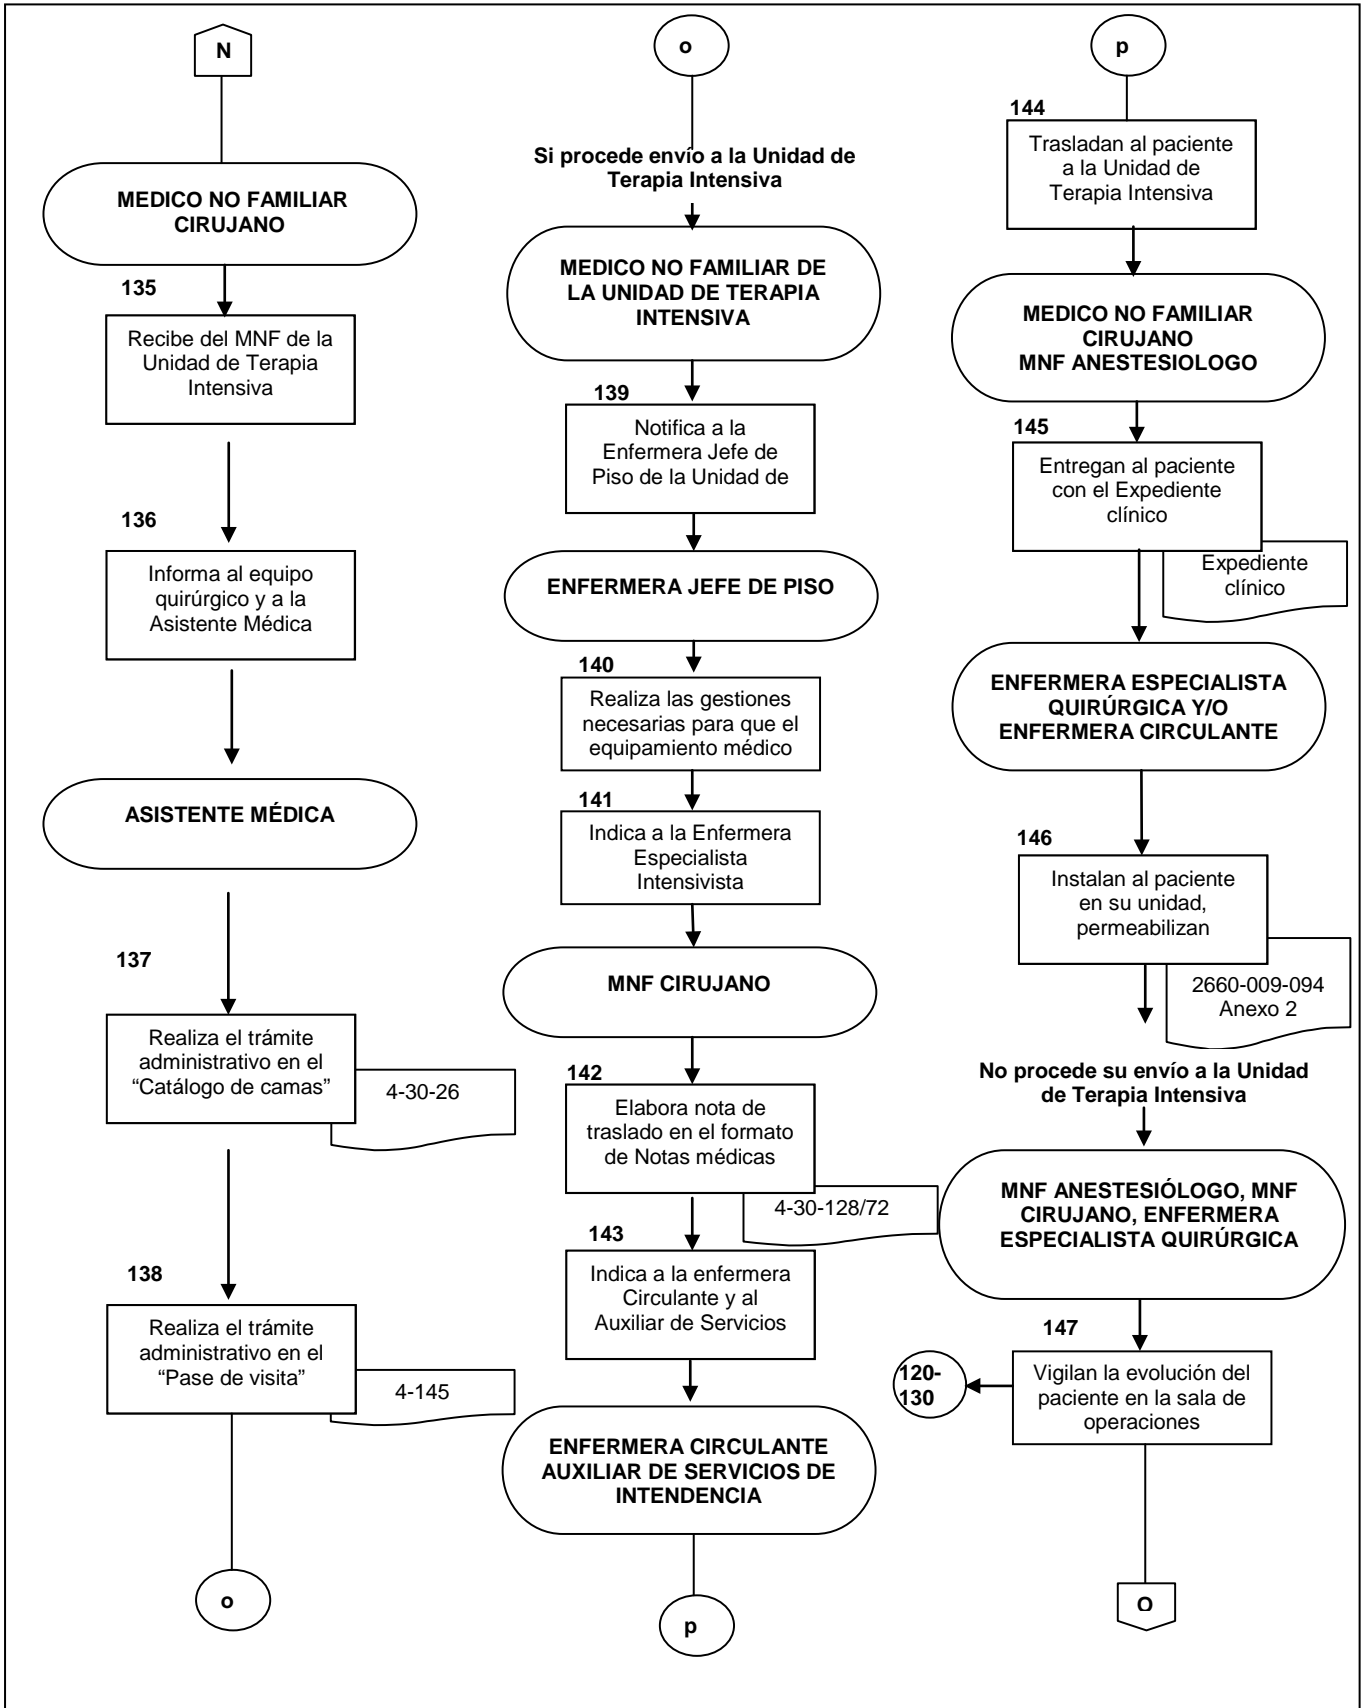 N
MEDICO NO FAMILIAR
CIRUJANO
135
Recibe del MNF de la
Unidad de Terapia
Intensiva
136
Informa al equipo
quirúrgico y a la
Asistente Médica
ASISTENTE MÉDICA
137
Realiza el trámite
administrativo en el
“Catálogo de camas”
4-30-26
138
Realiza el trámite
administrativo en el
“Pase de visita”
4-145
o
o
Si procede envío a la Unidad de
Terapia Intensiva
MEDICO NO FAMILIAR DE
LA UNIDAD DE TERAPIA
INTENSIVA
139
Notifica a la
Enfermera Jefe de
Piso de la Unidad de
ENFERMERA JEFE DE PISO
140
Realiza las gestiones
necesarias para que el
equipamiento médico
141
Indica a la Enfermera
Especialista
Intensivista
MNF CIRUJANO
142
Elabora nota de
traslado en el formato
de Notas médicas
4-30-128/72
143
Indica a la enfermera
Circulante y al
Auxiliar de Servicios
ENFERMERA CIRCULANTE
AUXILIAR DE SERVICIOS DE
INTENDENCIA
p
p
144
Trasladan al paciente
a la Unidad de
Terapia Intensiva
MEDICO NO FAMILIAR
CIRUJANO
MNF ANESTESIOLOGO
145
Entregan al paciente
con el Expediente
clínico
Expediente
clínico
ENFERMERA ESPECIALISTA
QUIRÚRGICA Y/O
ENFERMERA CIRCULANTE
146
Instalan al paciente
en su unidad,
permeabilizan
2660-009-094
Anexo 2
No procede su envío a la Unidad
de Terapia Intensiva
MNF ANESTESIÓLOGO, MNF
CIRUJANO, ENFERMERA
ESPECIALISTA QUIRÚRGICA
147
Vigilan la evolución del
paciente en la sala de
operaciones
120-
130
O